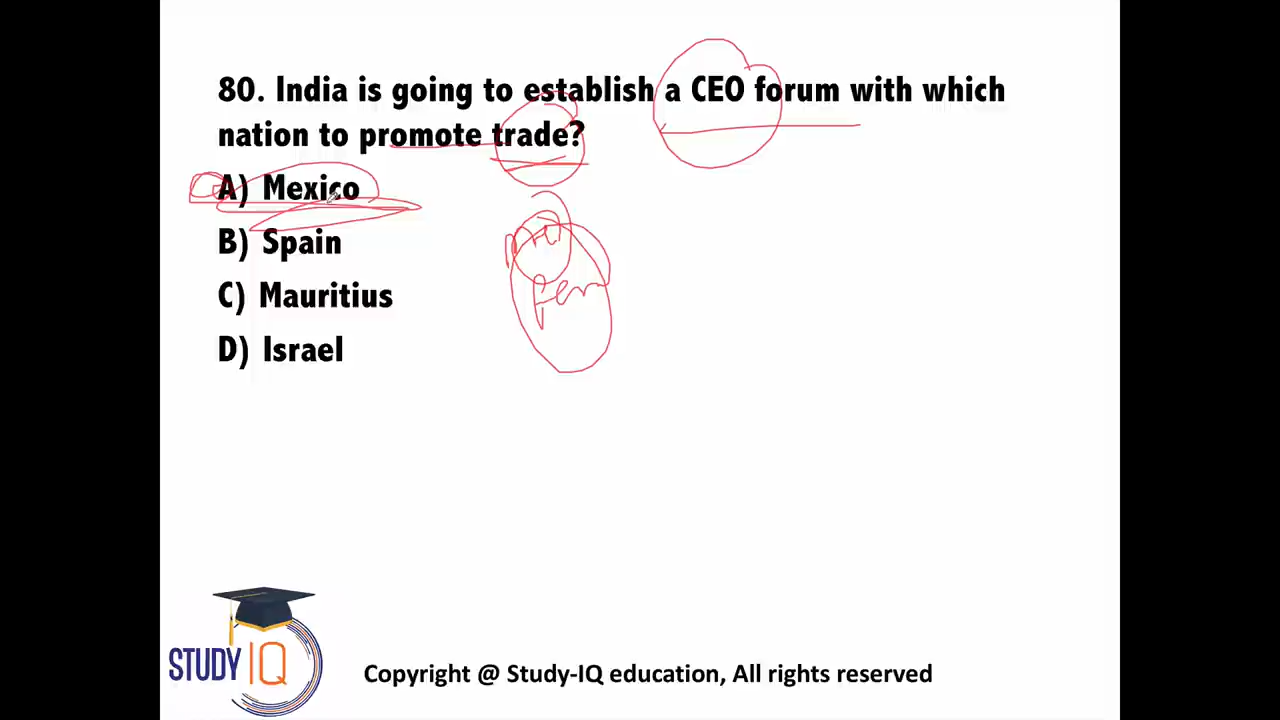 80. India is going to establish a CEO forum with which
nation to promote trade?
A) Mexico
B) Spain
C) Mauritius
D) Israel
STUDY IQ
Copyright @ Study-IQ education, All rights reserved